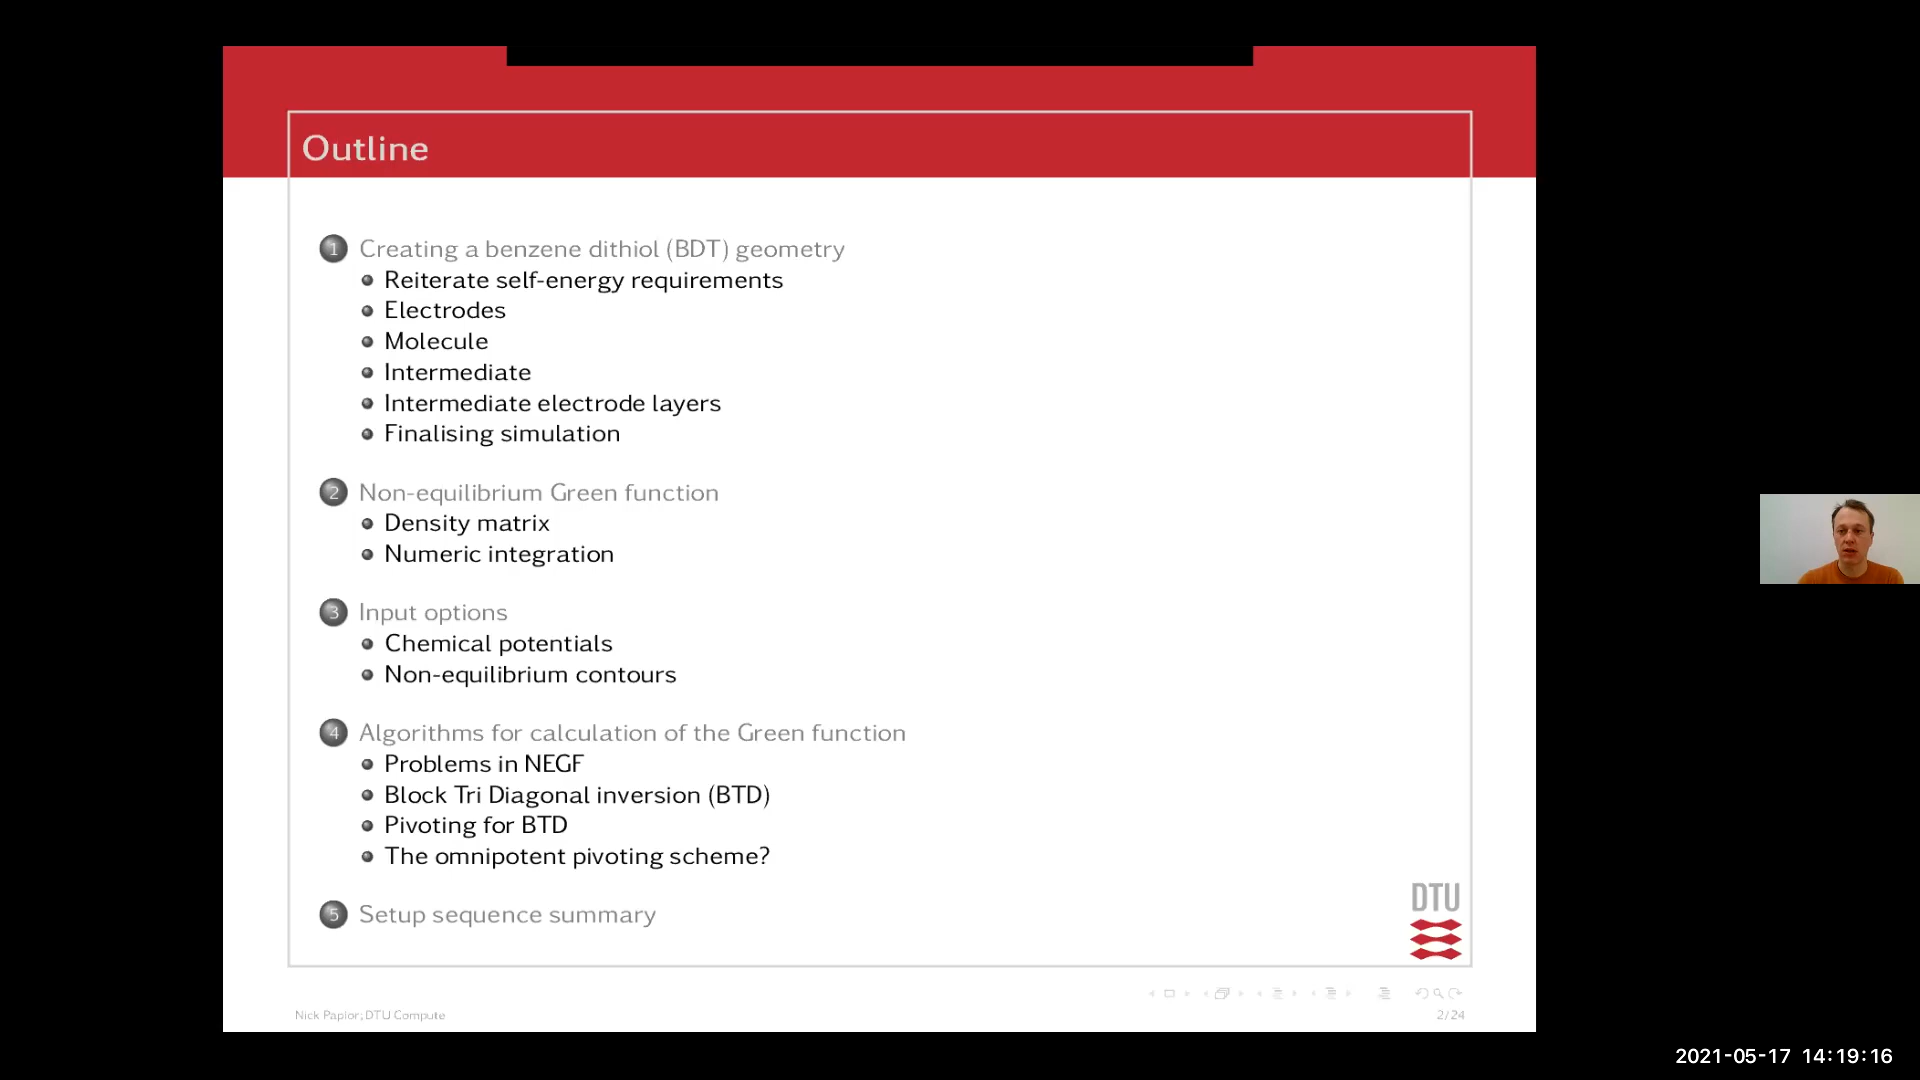 Outline
1 Creating a benzene dithiol (BDT) geometry
Reiterate self-energy requirements
Electrodes
Molecule
Intermediate
Intermediate electrode layers
Finalising simulation
2 Non-equilibrium Green function
Density matrix
Numeric integration
3 Input options
Chemical potentials
Non-equilibrium contours
4 Algorithms for calculation of the Green function
Problems in NEGF
Block Tri Diagonal inversion (BTD)
Pivoting for BTD
The omnipotent pivoting scheme?
5 Setup sequence summary
DTU
Nick Papior; DTU Compute
2/24
2021-05-17 14:19:16